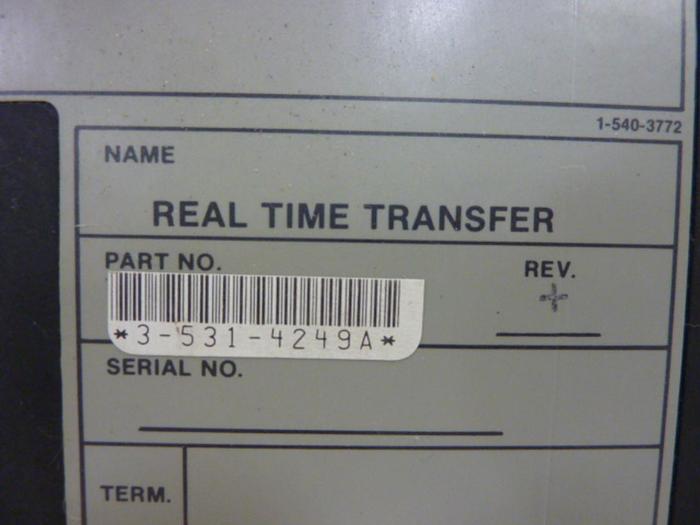 1-540-3772
NAME
REAL TIME TRANSFER
PART NO.
REV.
+
*3-531-4249A*
SERIAL NO.
TERM.